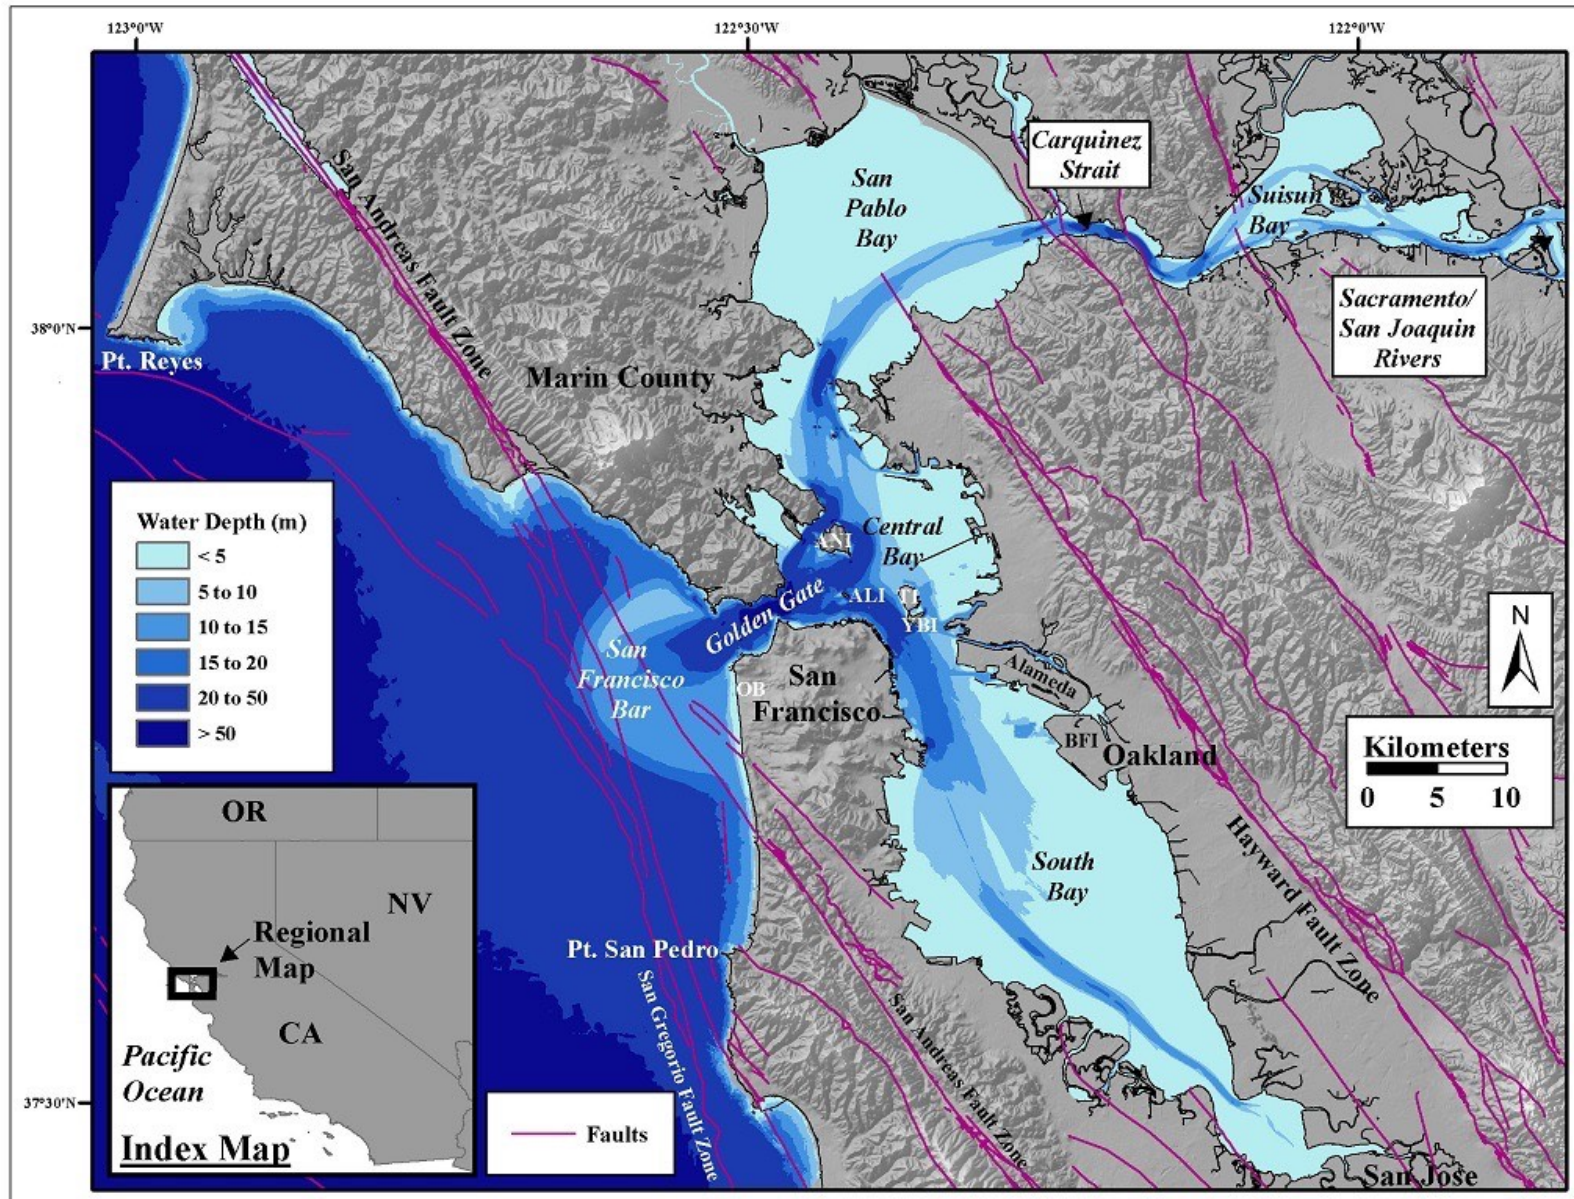 123°0'W
122°30'W
122°0'W
38°0'N
37°30'N
San Andreas Fault Zone
San
Pablo
Bay
Carquinez
Strait
Suisun
Bay
Sacramento/
San Joaquin
Rivers
Pt. Reyes
Marin County
Central
Bay
ANI
ALI
TI
YBI
Golden Gate
San
Francisco
Bar
OB
San
Francisco
Alameda
BFI
Oakland
South
Bay
Hayward Fault Zone
Pt. San Pedro
San Gregorio Fault Zone
San Andreas Fault Zone
San Jose
Water Depth (m)
< 5
5 to 10
10 to 15
15 to 20
20 to 50
> 50
N
Kilometers
0 5 10
OR
NV
CA
Regional
Map
Pacific
Ocean
Index Map
Faults